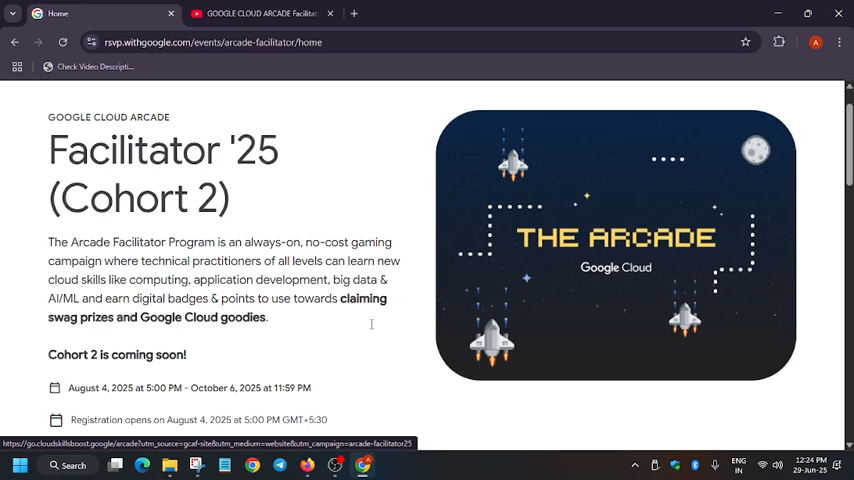 Home
GOOGLE CLOUD ARCADE Facilitat
rsvp.withgoogle.com/events/arcade-facilitator/home
A
Check Video Descripti...
GOOGLE CLOUD ARCADE
Facilitator '25
(Cohort 2)
The Arcade Facilitator Program is an always-on, no-cost gaming
campaign where technical practitioners of all levels can learn new
cloud skills like computing, application development, big data &
AI/ML and earn digital badges & points to use towards claiming
swag prizes and Google Cloud goodies.
Cohort 2 is coming soon!
August 4, 2025 at 5:00 PM - October 6, 2025 at 11:59 PM
Registration opens on August 4, 2025 at 5:00 PM GMT+5:30
THE ARCADE
Google Cloud
https://go.cloudskillsboost.google/arcade?utm_source=gcaf-site&utm_medium=website&utm_campaign=arcade-facilitator25
Search
ENG
IN
12:24 PM
29-Jun-25